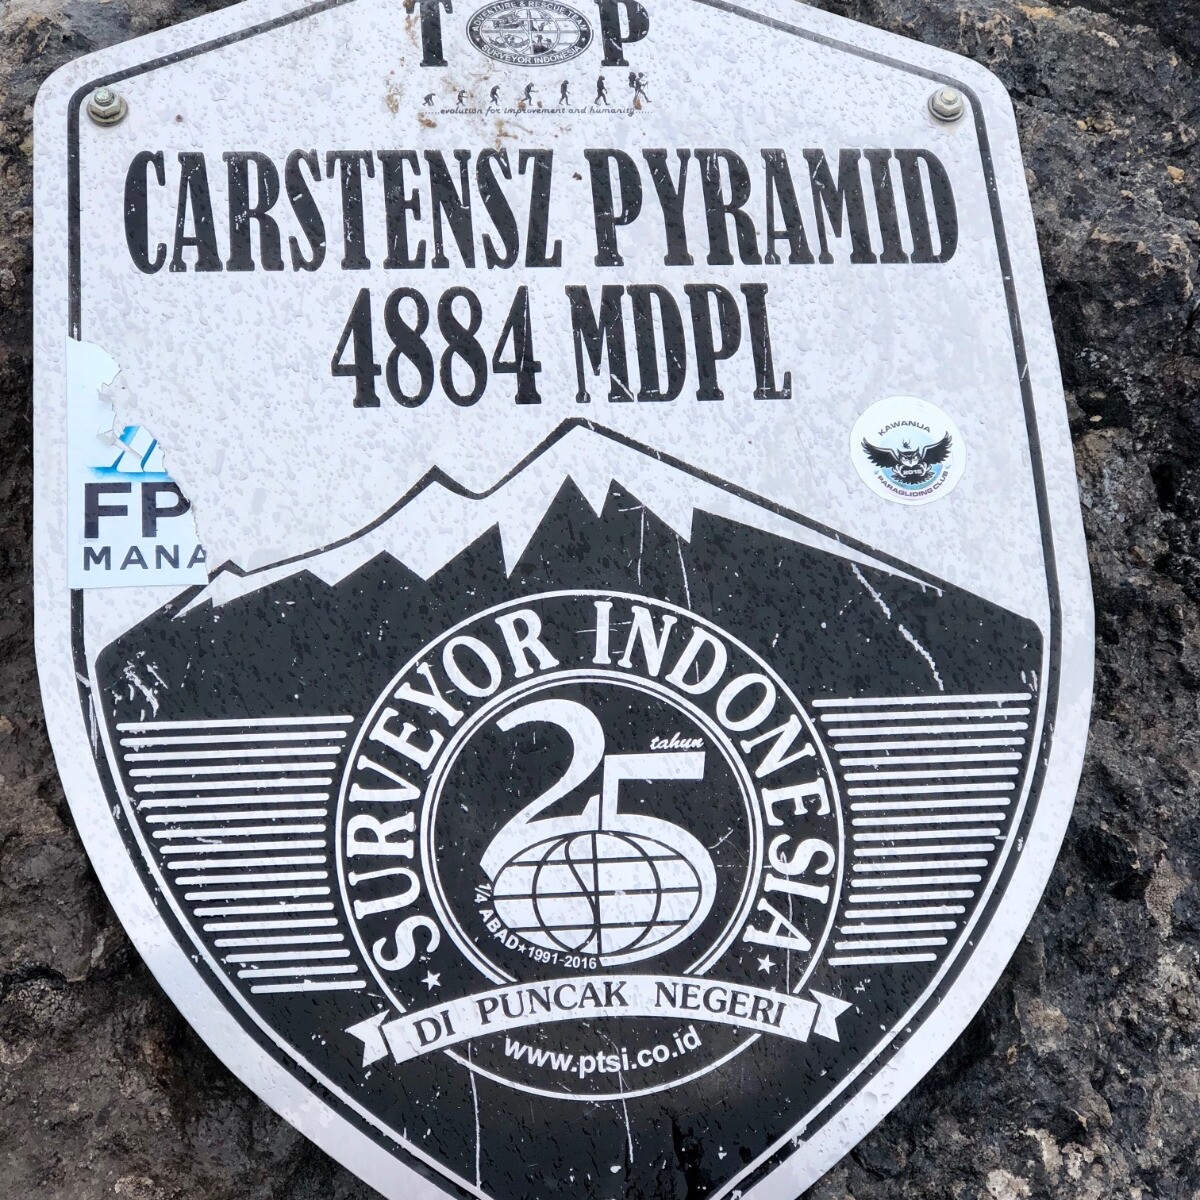 T P
ADVENTURE & RESCUE TEAM
SURVEYOR INDONESIA
.....evolution for improvement and humanity......
CARSTENSZ PYRAMID
4884 MDPL
KAWANUA
2015
PARAGLIDING CLUB
FP
MANA
SURVEYOR INDONESIA
25
tahun
1/4 ABAD★1991-2016
DI PUNCAK NEGERI
www.ptsi.co.id